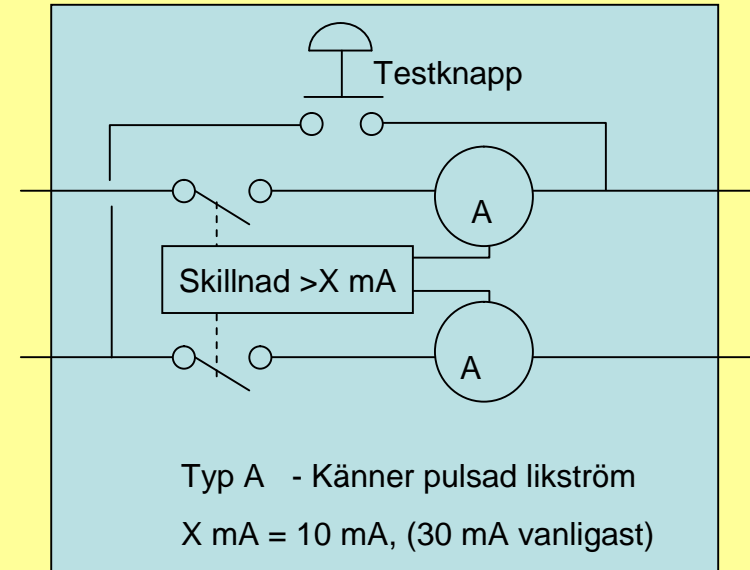 Testknapp
A
Skillnad >X mA
A
Typ A - Känner pulsad likström
X mA = 10 mA, (30 mA vanligast)